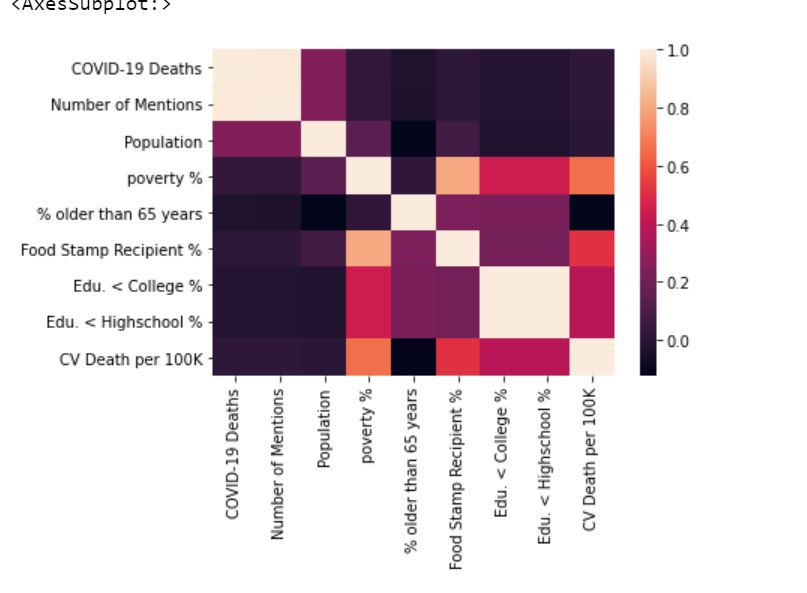 <AxesSubplot:>
COVID-19 Deaths
Number of Mentions
Population
poverty %
% older than 65 years
Food Stamp Recipient %
Edu. < College %
Edu. < Highschool %
CV Death per 100K
1.0
0.8
0.6
0.4
0.2
0.0
COVID-19 Deaths
Number of Mentions
Population
poverty %
% older than 65 years
Food Stamp Recipient %
Edu. < College %
Edu. < Highschool %
CV Death per 100K